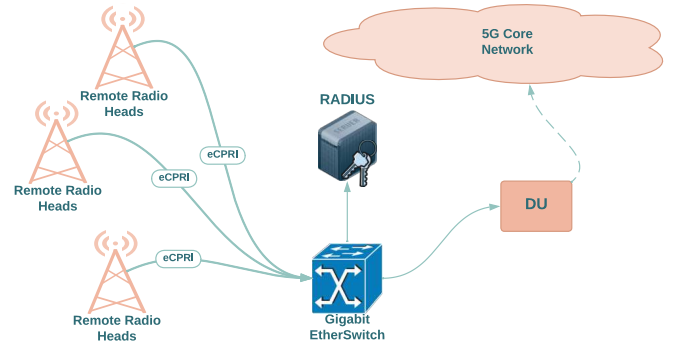 5G Core
Network
Remote Radio
Heads
RADIUS
SERVER
eCPRI
eCPRI
Remote Radio
Heads
DU
eCPRI
Remote Radio
Heads
Gigabit
EtherSwitch